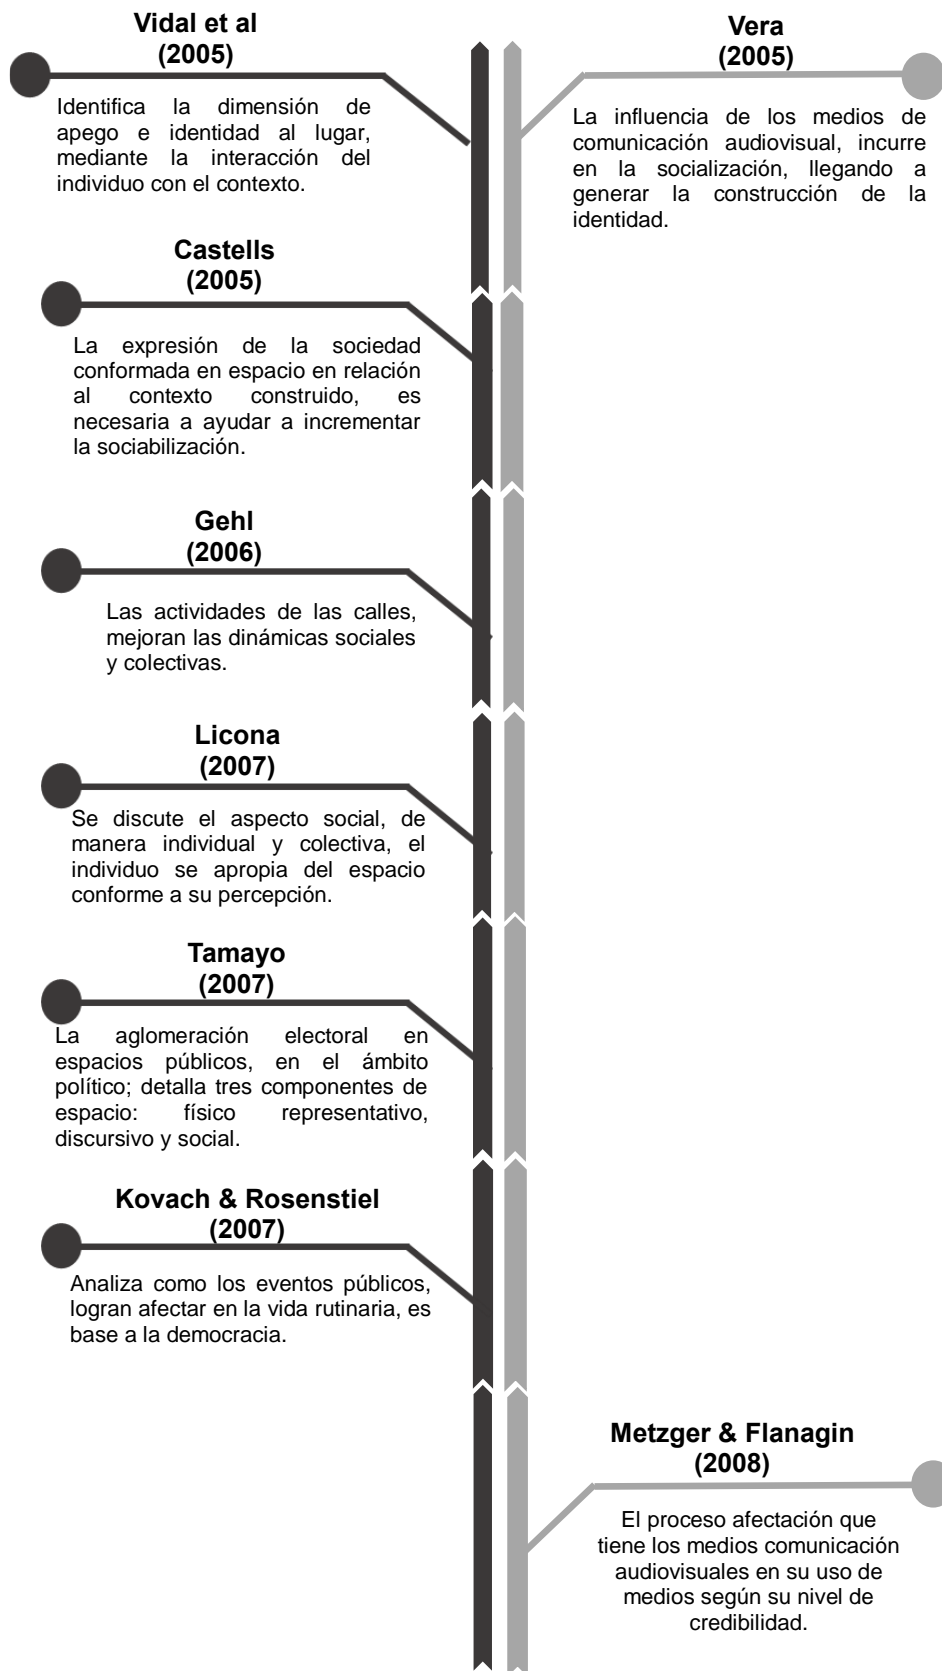 Vidal et al
(2005)
Identifica la dimensión de
apego e identidad al lugar,
mediante la interacción del
individuo con el contexto.
Vera
(2005)
La influencia de los medios de
comunicación audiovisual, incurre
en la socialización, llegando a
generar la construcción de la
identidad.
Castells
(2005)
La expresión de la sociedad
conformada en espacio en relación
al contexto construido, es
necesaria a ayudar a incrementar
la sociabilización.
Gehl
(2006)
Las actividades de las calles,
mejoran las dinámicas sociales
y colectivas.
Licona
(2007)
Se discute el aspecto social, de
manera individual y colectiva, el
individuo se apropia del espacio
conforme a su percepción.
Tamayo
(2007)
La aglomeración electoral en
espacios públicos, en el ámbito
político; detalla tres componentes de
espacio: físico representativo,
discursivo y social.
Kovach & Rosenstiel
(2007)
Analiza como los eventos públicos,
logran afectar en la vida rutinaria, es
base a la democracia.
Metzger & Flanagin
(2008)
El proceso afectación que
tiene los medios comunicación
audiovisuales en su uso de
medios según su nivel de
credibilidad.